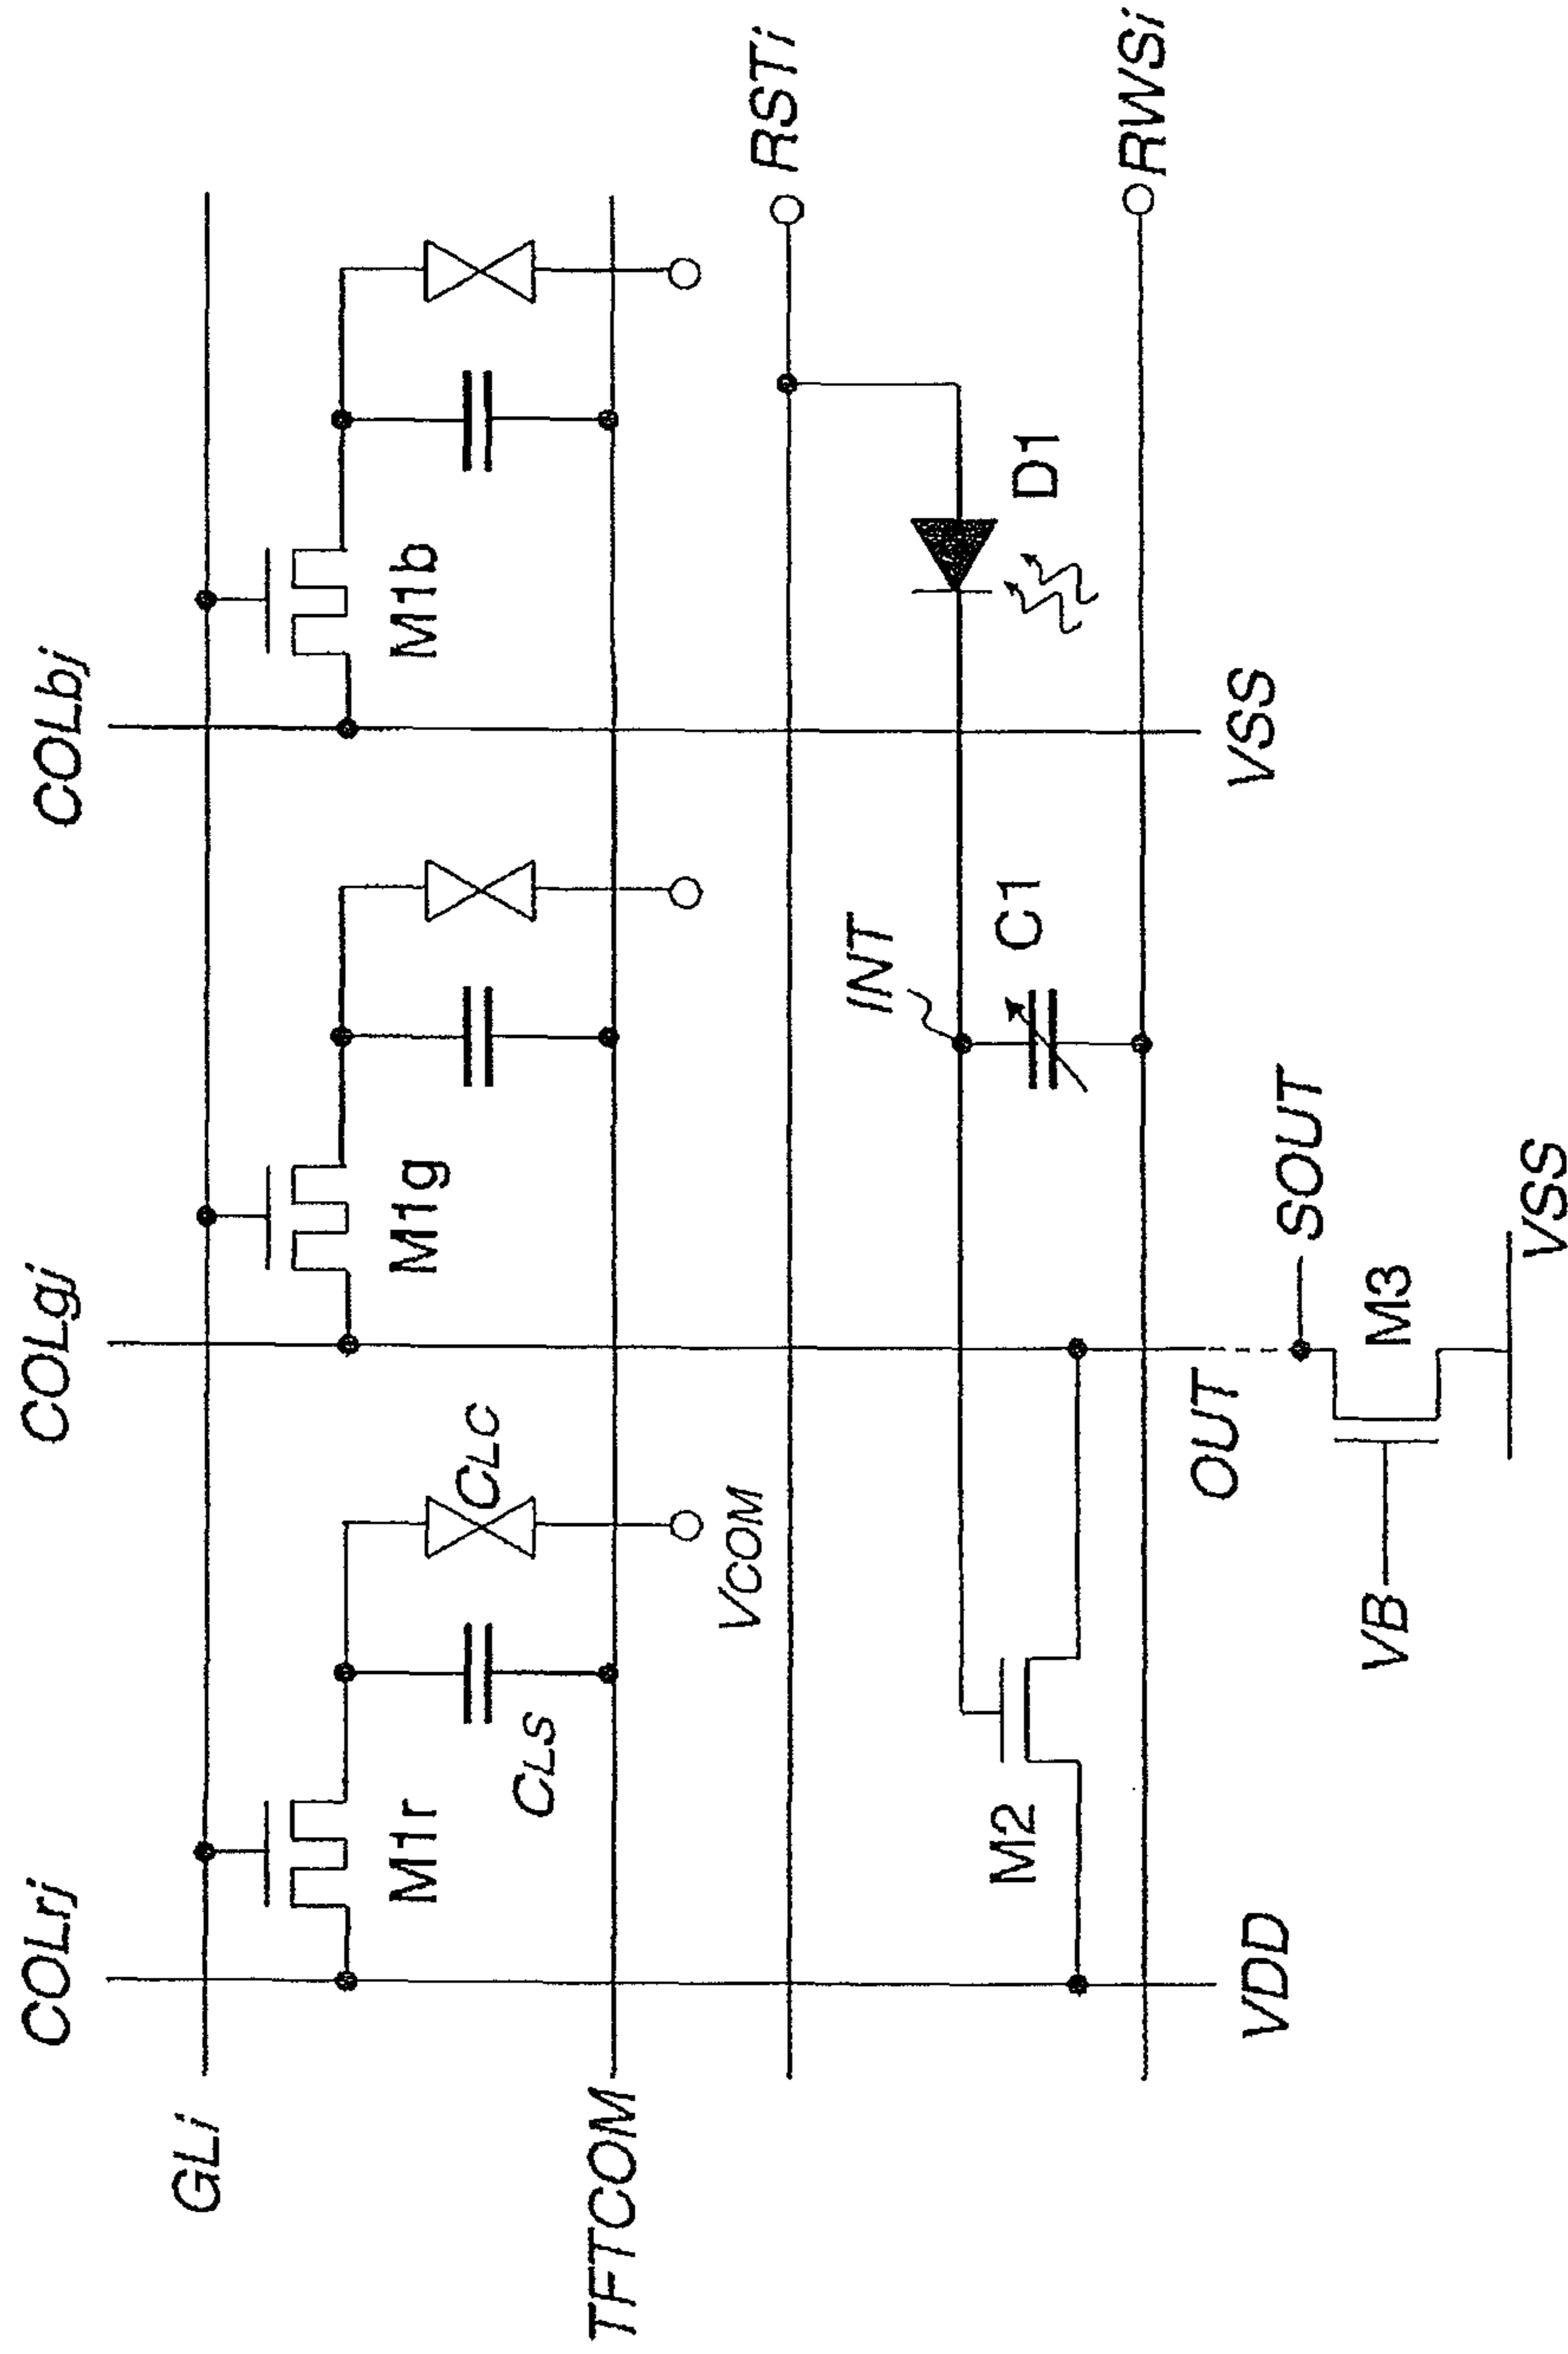 COLrj
COLgj
COLbj
GLi
M1r
M1g
M1b
CLS
CLC
TFTCOM
VCOM
RSTi
INT
M2
C1
D1
RWSi
VDD
OUT
VSS
SOUT
VB
M3
VSS